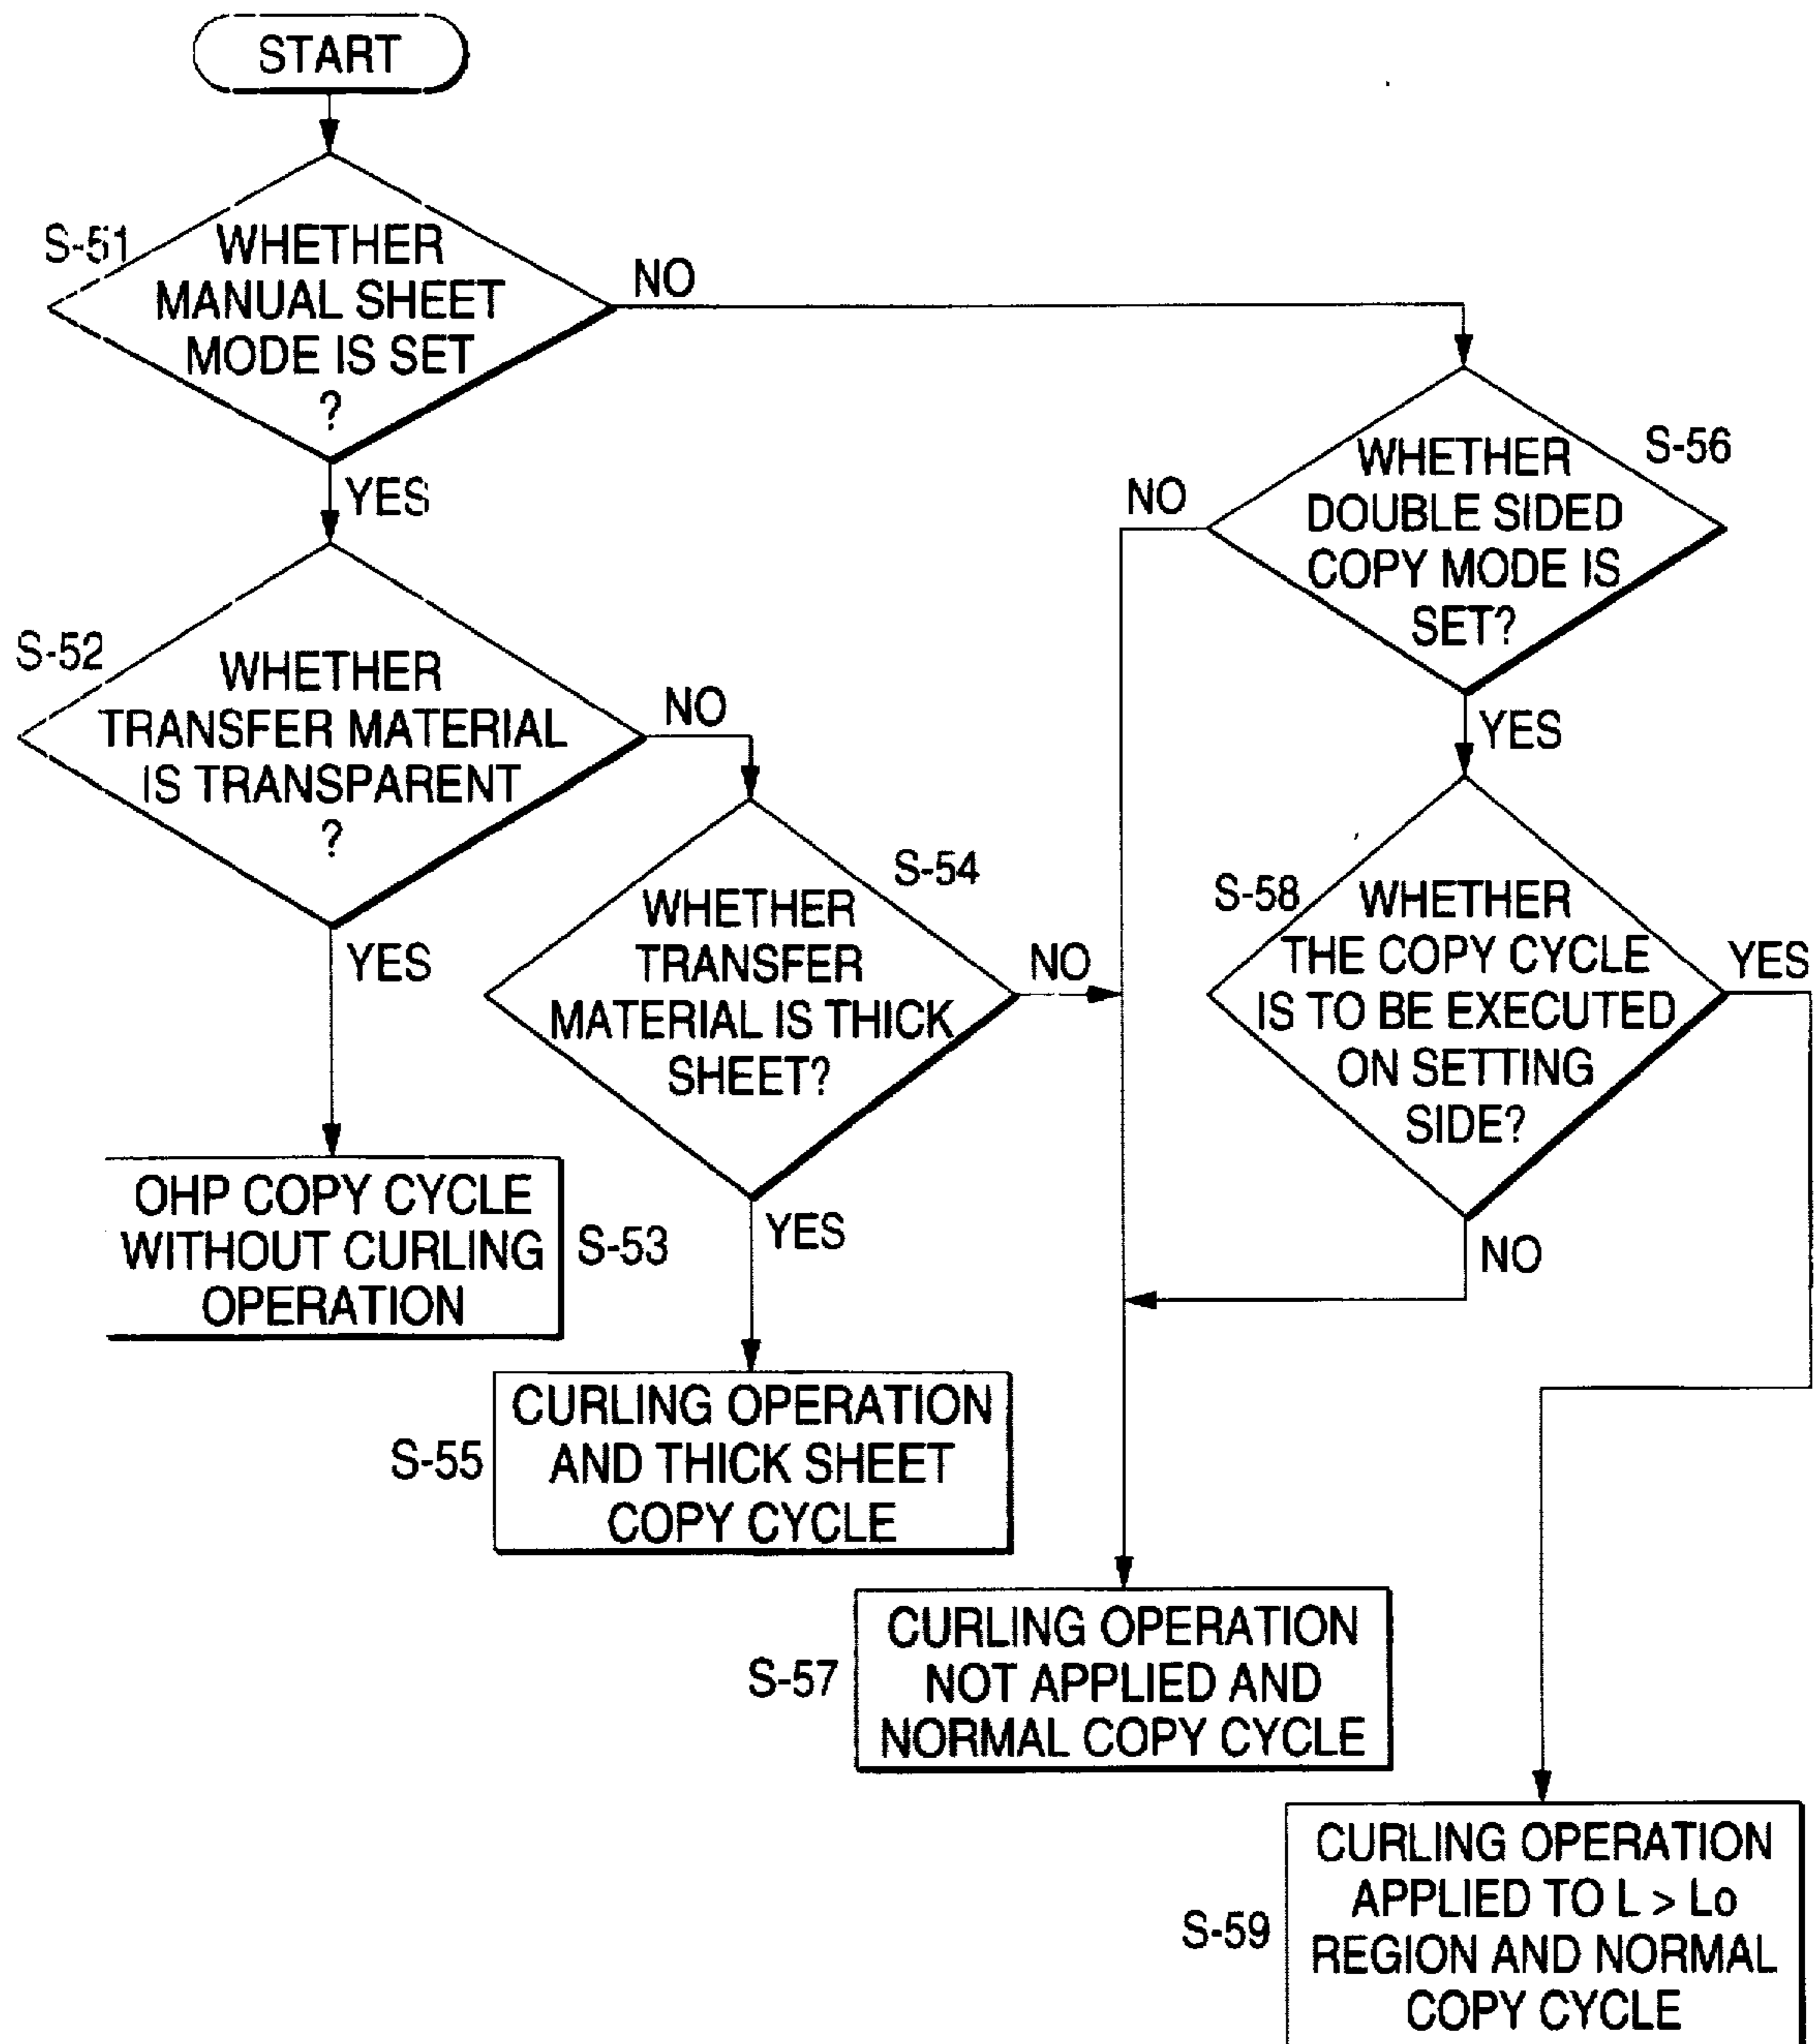 START
S-51
WHETHER
MANUAL SHEET
MODE IS SET
?
NO
YES
S-52
WHETHER
TRANSFER MATERIAL
IS TRANSPARENT
?
NO
YES
OHP COPY CYCLE
WITHOUT CURLING
OPERATION
S-53
S-54
WHETHER
TRANSFER
MATERIAL IS THICK
SHEET?
NO
YES
S-55
CURLING OPERATION
AND THICK SHEET
COPY CYCLE
S-56
WHETHER
DOUBLE SIDED
COPY MODE IS
SET?
NO
YES
S-58
WHETHER
THE COPY CYCLE
IS TO BE EXECUTED
ON SETTING
SIDE?
YES
NO
S-57
CURLING OPERATION
NOT APPLIED AND
NORMAL COPY CYCLE
S-59
CURLING OPERATION
APPLIED TO L > Lo
REGION AND NORMAL
COPY CYCLE